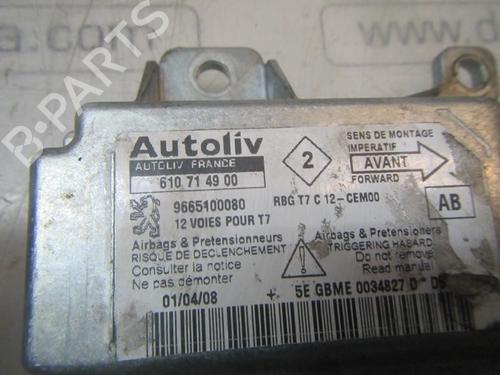 B-PARTS
Autoliv
AUTOLIV FRANCE
610 71 49 00
9665100080
12 VOIES POUR T7
Airbags & Pretensionneurs
RISQUE DE DECLENCHEMENT
Consulter la notice
Ne pas démonter
01/04/08
2
SENS DE MONTAGE
IMPERATIF
AVANT
FORWARD
RBG T7 C 12-CEM00
AB
Airbags & Pretensioners
TRIGGERING HAZARD
Do not remove
Read manual
+ 5E GBME 0034827 D